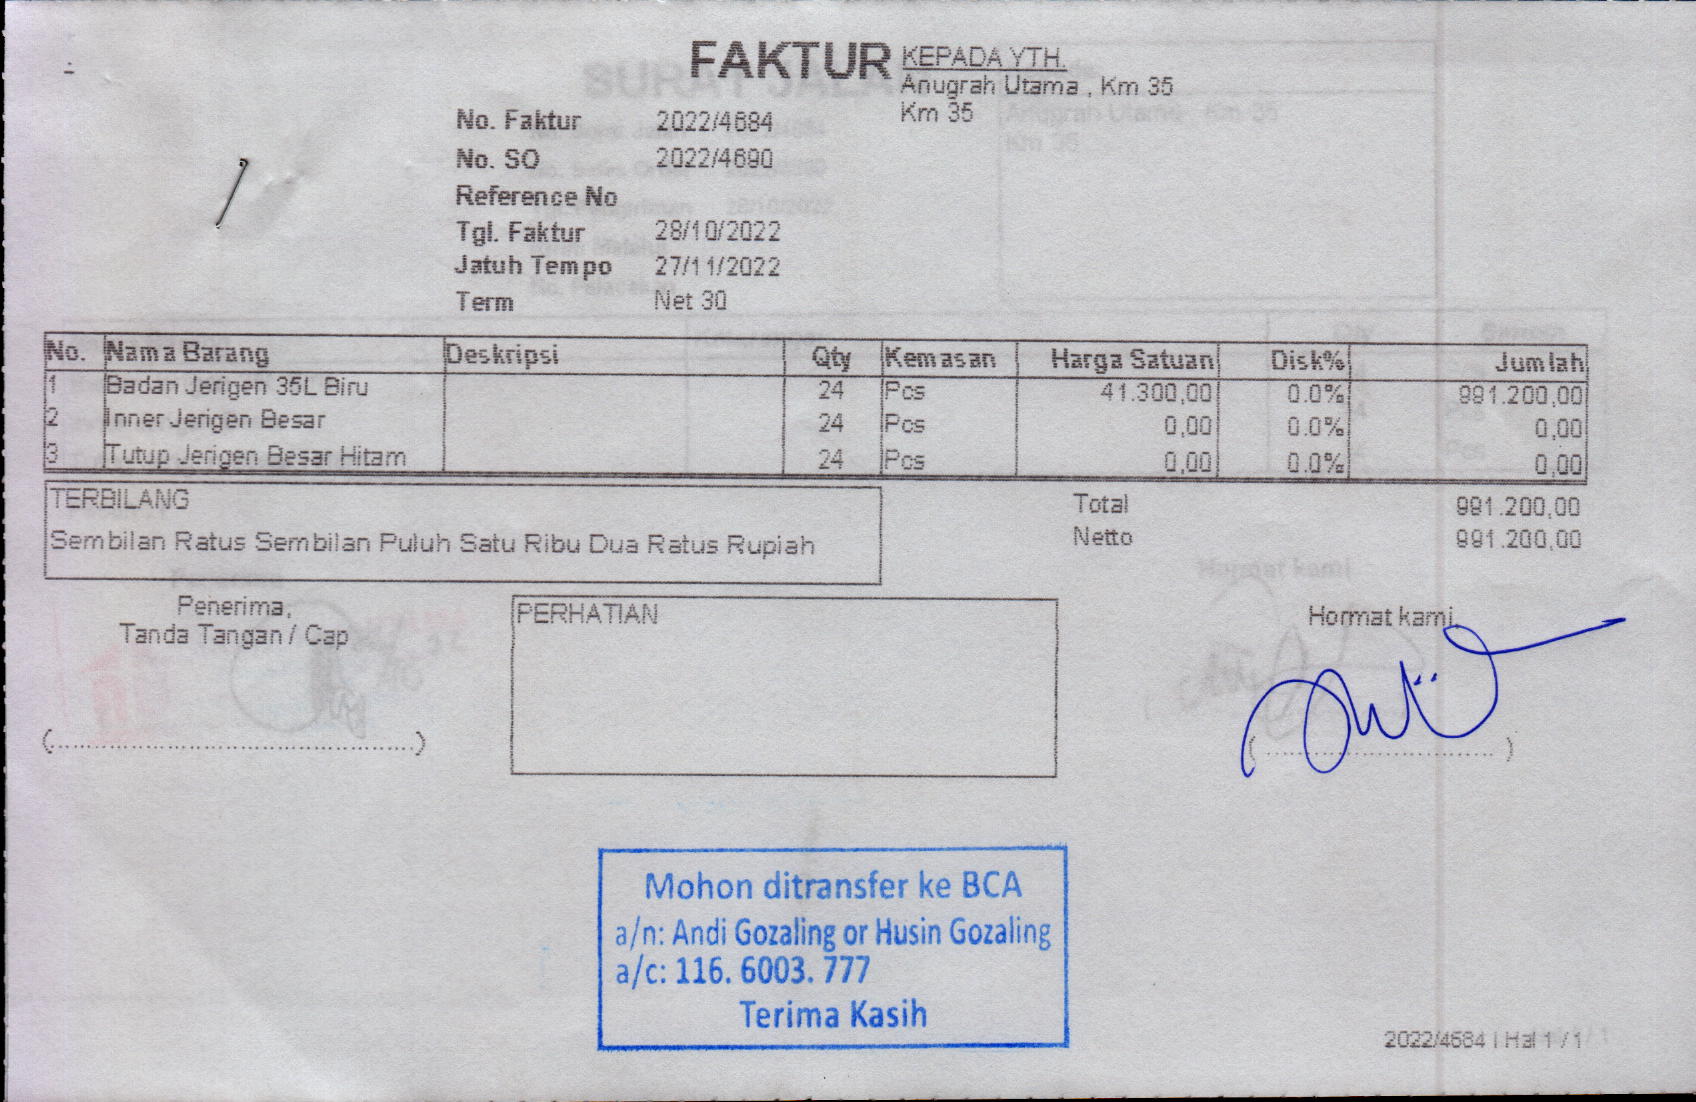 FAKTUR
KEPADA YTH.
Anugrah Utama , Km 35
Km 35
No. Faktur 2022/4684
No. SO 2022/4690
Reference No
Tgl. Faktur 28/10/2022
Jatuh Tempo 27/11/2022
Term Net 30
No. Nama Barang Deskripsi Qty Kemasan Harga Satuan Disk% Jumlah
1 Badan Jerigen 35L Biru 24 Pcs 41.300,00 0.0% 991.200,00
2 Inner Jerigen Besar 24 Pcs 0,00 0.0% 0,00
3 Tutup Jerigen Besar Hitam 24 Pcs 0,00 0.0% 0,00
TERBILANG
Sembilan Ratus Sembilan Puluh Satu Ribu Dua Ratus Rupiah
Total 991.200,00
Netto 991.200,00
Penerima,
Tanda Tangan / Cap
PERHATIAN
Hormat kami,
Mohon ditransfer ke BCA
a/n: Andi Gozaling or Husin Gozaling
a/c: 116. 6003. 777
Terima Kasih
2022/4684 | Hal 1 / 1